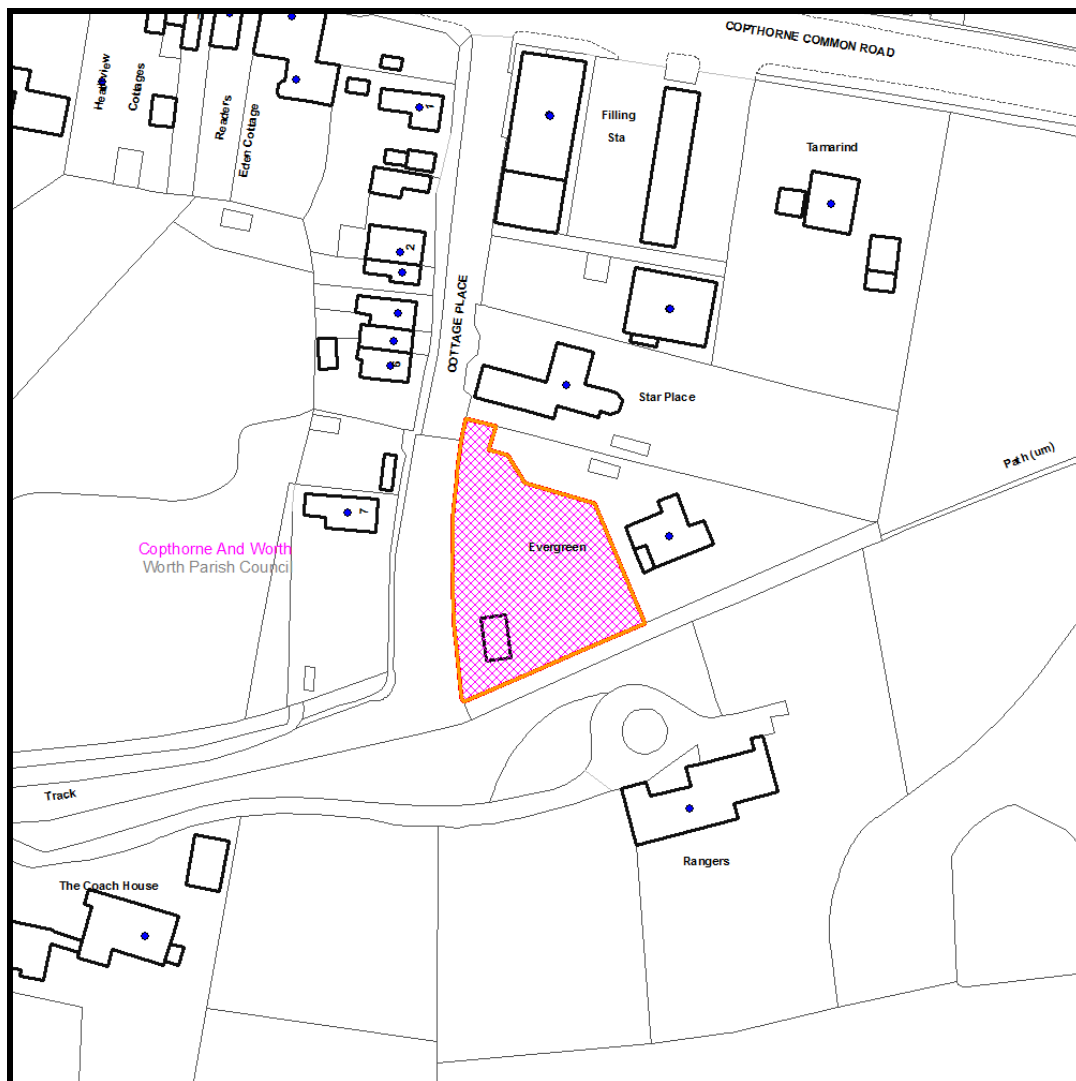 COPTHORNE COMMON ROAD
Heathview
Cottages
Readers
Eden Cottage
1
Filling
Sta
Tamarind
2
COTTAGE PLACE
6
Star Place
Path (um)
7
Evergreen
Copthorne And Worth
Worth Parish Council
Track
Rangers
The Coach House